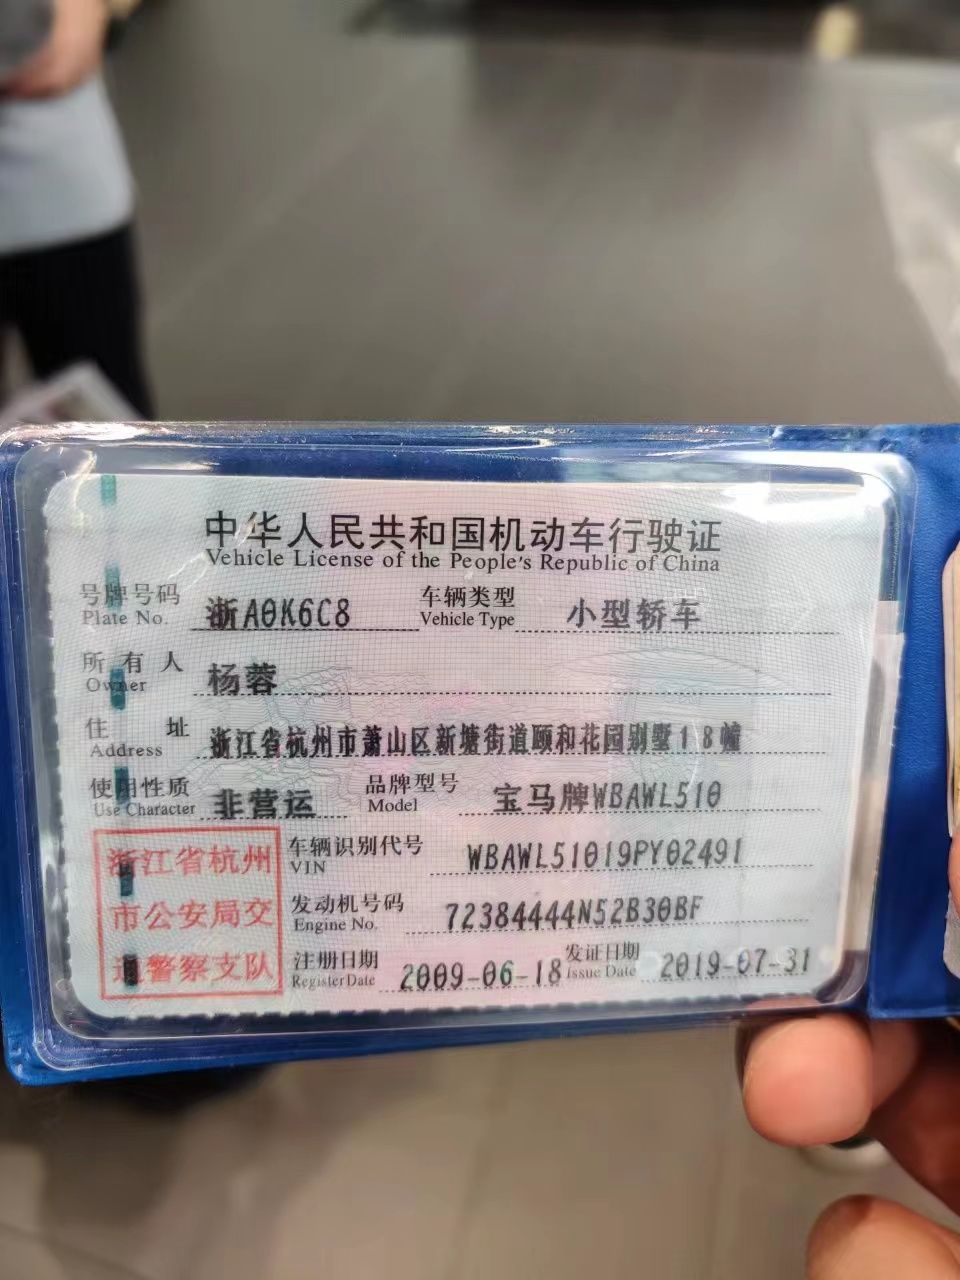 中华人民共和国机动车行驶证
Vehicle License of the People's Republic of China
号牌号码 浙A0K6C8 车辆类型 小型轿车
Plate No. Vehicle Type
所有人 杨蓉
Owner
住址 浙江省杭州市萧山区新塘街道颐和花园别墅18幢
Address
使用性质 非营运 品牌型号 宝马牌WBAWL510
Use Character Model
浙江省杭州
市公安局交
通警察支队
车辆识别代号 WBAWL51019PY02491
VIN
发动机号码 72384444N52B30BF
Engine No.
注册日期 2009-06-18 发证日期 2019-07-31
Register Date Issue Date